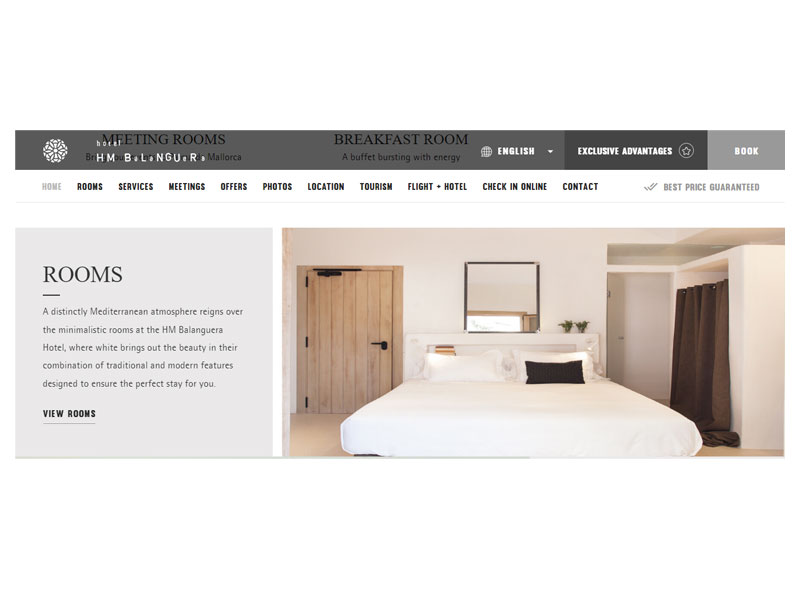 MEETING ROOMS
BREAKFAST ROOM
hotel
HM BaLaNGUeRa
Mallorca
A buffet bursting with energy
ENGLISH
EXCLUSIVE ADVANTAGES
BOOK
HOME ROOMS SERVICES MEETINGS OFFERS PHOTOS LOCATION TOURISM FLIGHT + HOTEL CHECK IN ONLINE CONTACT
BEST PRICE GUARANTEED
ROOMS
A distinctly Mediterranean atmosphere reigns over
the minimalistic rooms at the HM Balanguera
Hotel, where white brings out the beauty in their
combination of traditional and modern features
designed to ensure the perfect stay for you.
VIEW ROOMS